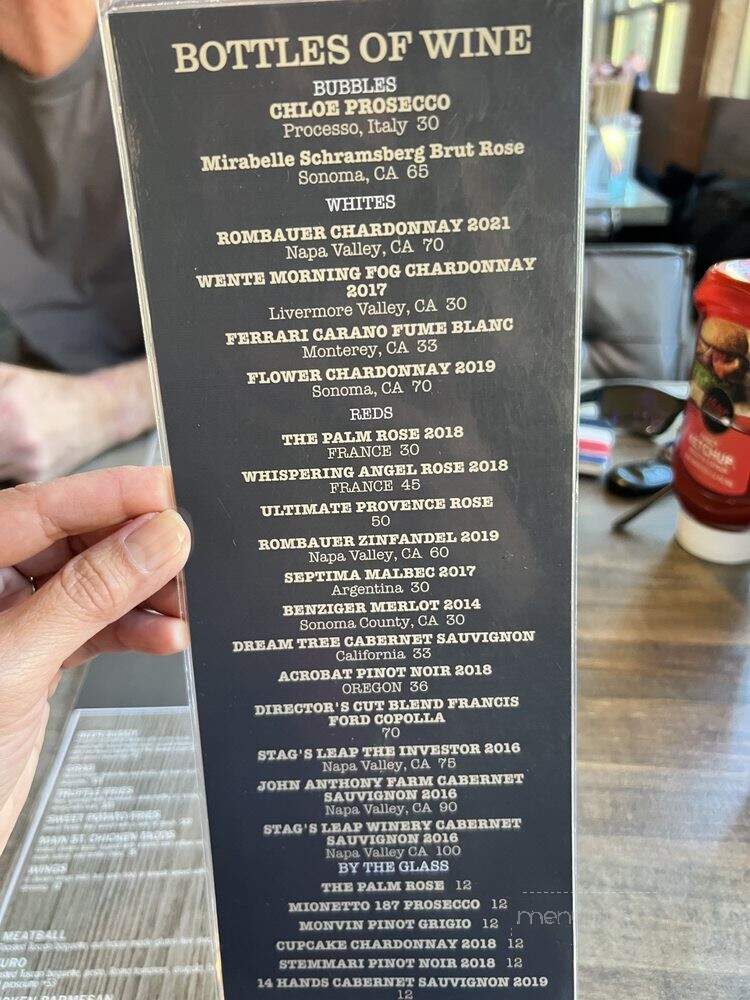 BOTTLES OF WINE
BUBBLES
CHLOE PROSECCO
Processo, Italy 30
Mirabelle Schramsberg Brut Rose
Sonoma, CA 65
WHITES
ROMBAUER CHARDONNAY 2021
Napa Valley, CA 70
WENTE MORNING FOG CHARDONNAY
2017
Livermore Valley, CA 30
FERRARI CARANO FUME BLANC
Monterey, CA 33
FLOWER CHARDONNAY 2019
Sonoma, CA 70
REDS
THE PALM ROSE 2018
FRANCE 30
WHISPERING ANGEL ROSE 2018
FRANCE 45
ULTIMATE PROVENCE ROSE
50
ROMBAUER ZINFANDEL 2019
Napa Valley, CA 60
SEPTIMA MALBEC 2017
Argentina 30
BENZIGER MERLOT 2014
Sonoma County, CA 30
DREAM TREE CABERNET SAUVIGNON
California 33
ACROBAT PINOT NOIR 2018
OREGON 36
DIRECTOR'S CUT BLEND FRANCIS
FORD COPOLLA
70
STAG'S LEAP THE INVESTOR 2016
Napa Valley, CA 75
JOHN ANTHONY FARM CABERNET
SAUVIGNON 2016
Napa Valley, CA 90
STAG'S LEAP WINERY CABERNET
SAUVIGNON 2016
Napa Valley CA 100
BY THE GLASS
THE PALM ROSE 12
MIONETTO 187 PROSECCO 12
MONVIN PINOT GRIGIO 12
CUPCAKE CHARDONNAY 2018 12
STEMMARI PINOT NOIR 2018 12
14 HANDS CABERNET SAUVIGNON 2019
12
KETCHUP
TRUFFLE FRIES
SWEET POTATO FRIES
MAIN ST. CHICKEN TACOS
WINGS
MEATBALL
URO
CKEN PARMESAN
men